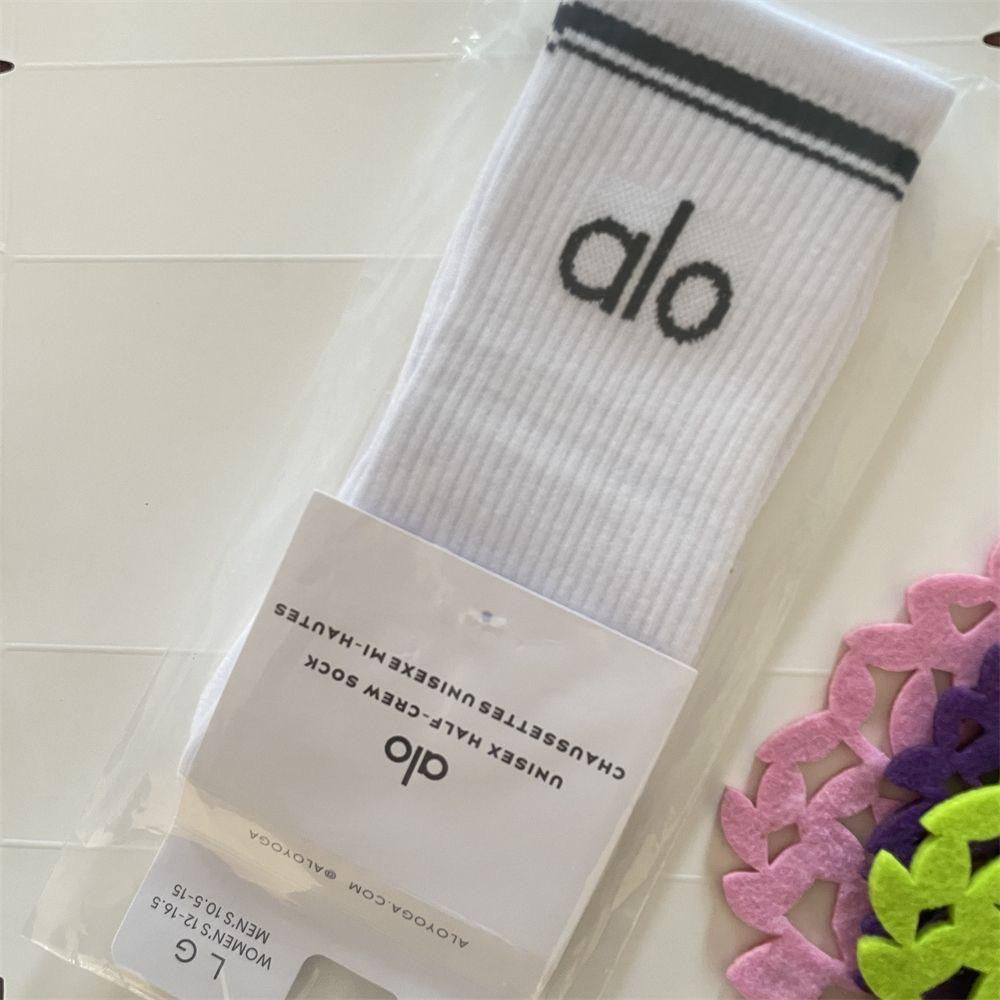 alo
alo
UNISEX HALF-CREW SOCK
CHAUSSETTES UNISEXE MI-HAUTES
ALOYOGA.COM @ALOYOGA
L G
WOMEN'S 12-16.5
MEN'S 10.5-15